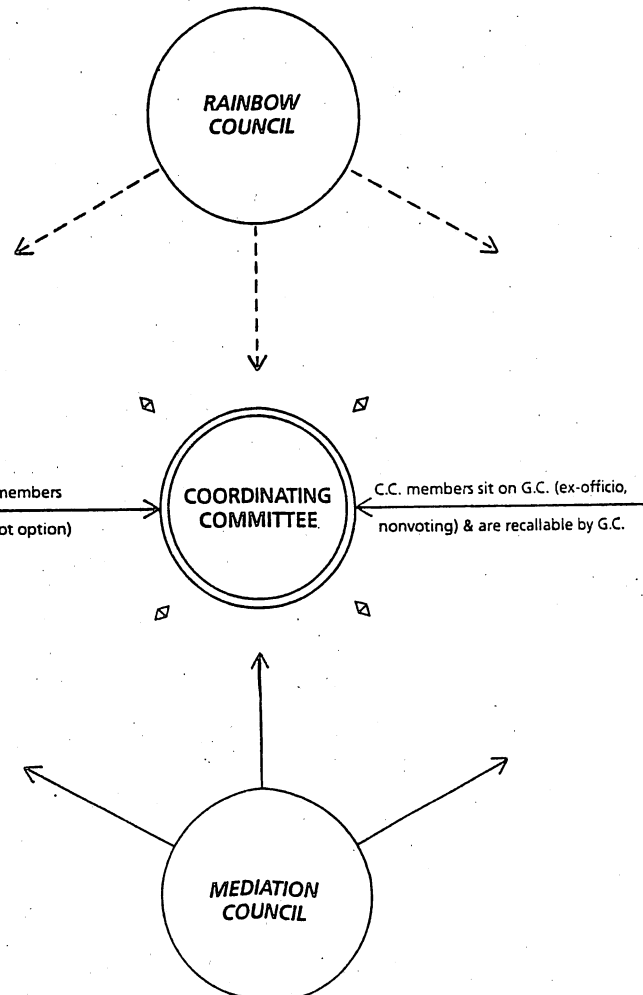 RAINBOW
COUNCIL
members
ot option)
COORDINATING
COMMITTEE
C.C. members sit on G.C. (ex-officio,
nonvoting) & are recallable by G.C.
MEDIATION
COUNCIL